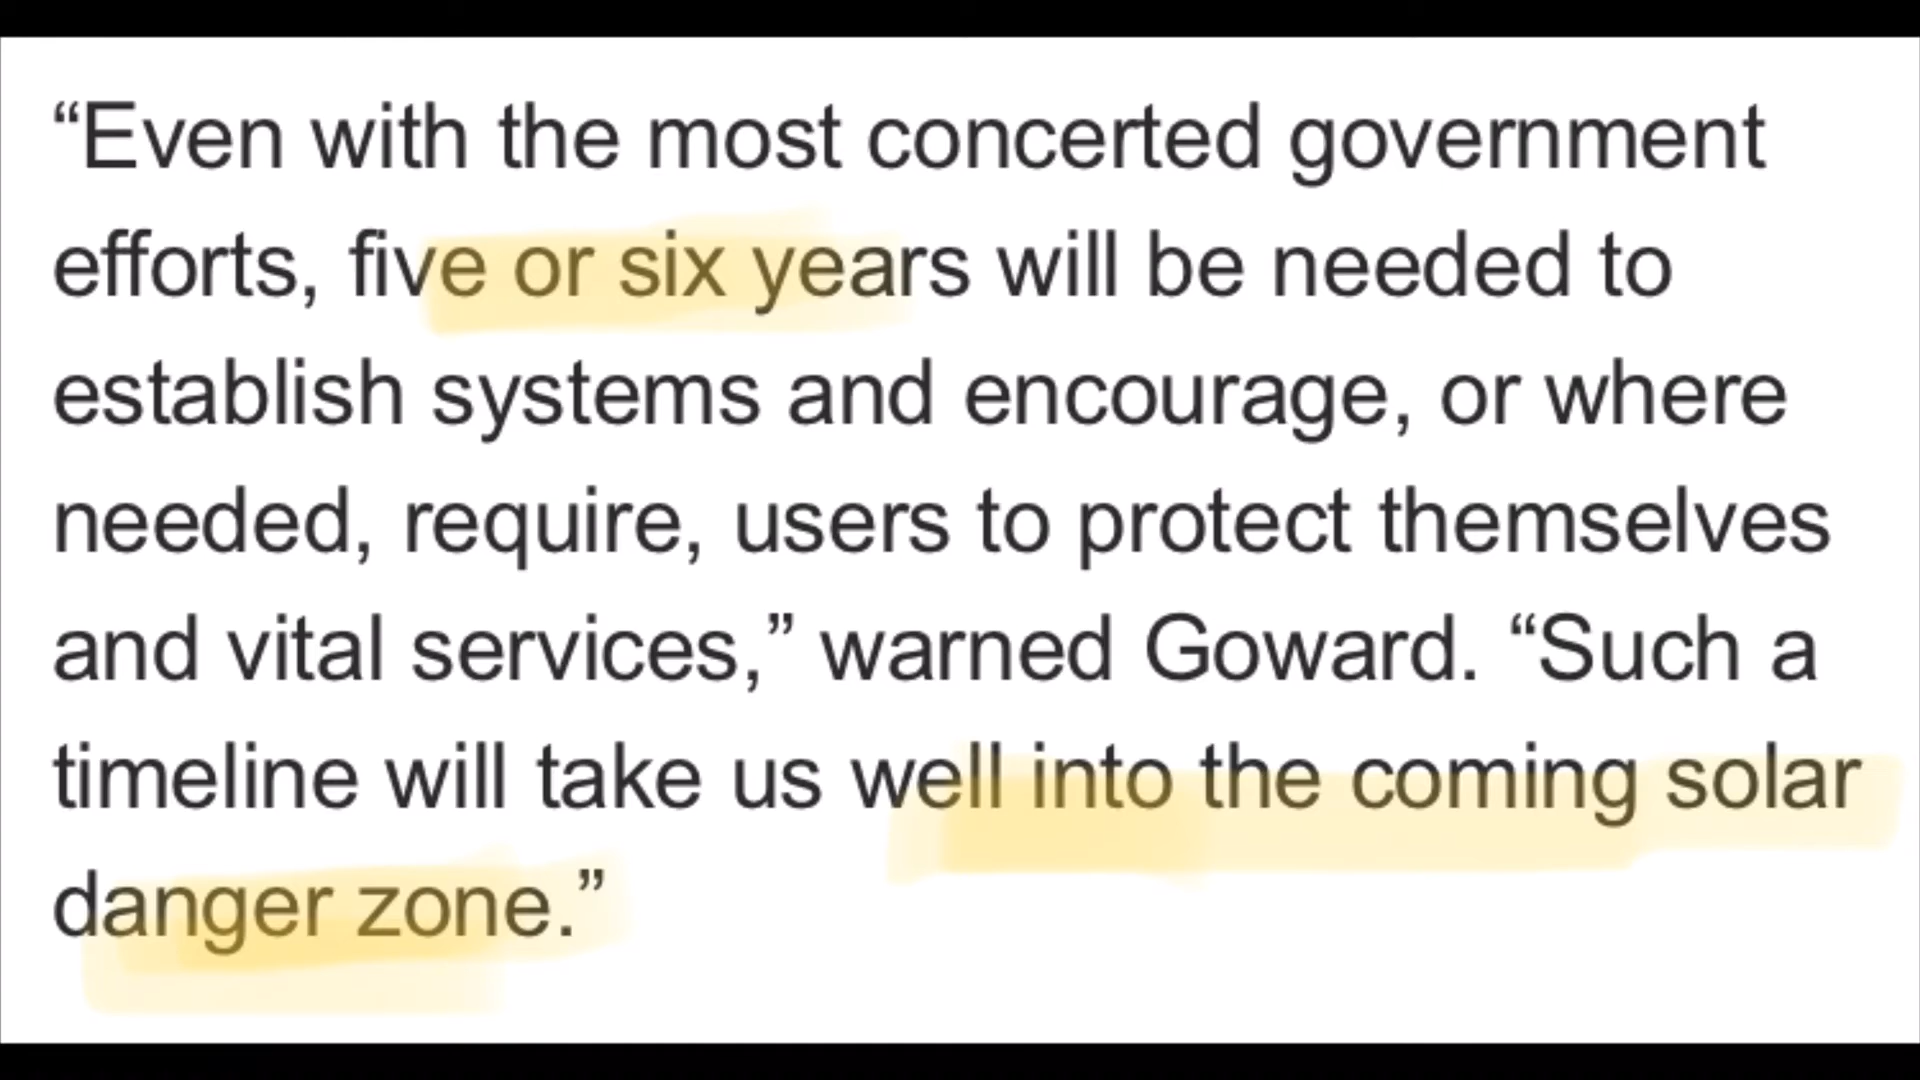 “Even with the most concerted government
efforts, five or six years will be needed to
establish systems and encourage, or where
needed, require, users to protect themselves
and vital services,” warned Goward. “Such a
timeline will take us well into the coming solar
danger zone.”